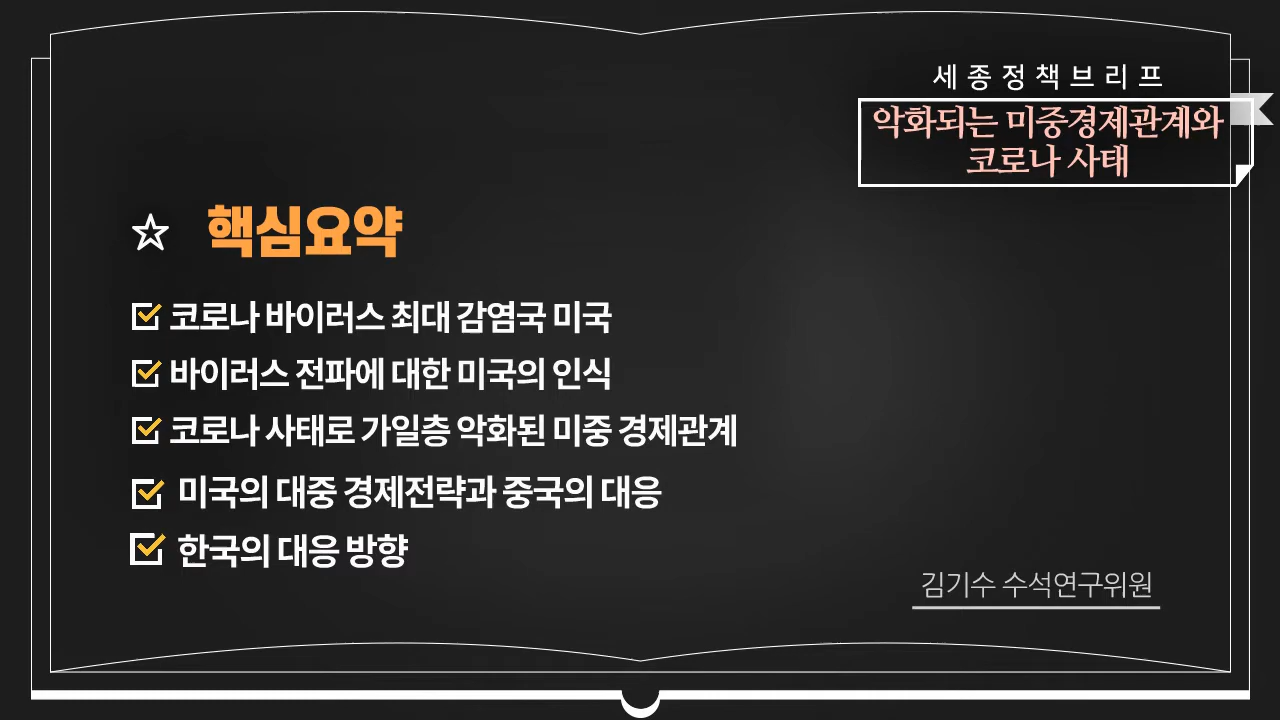 세종정책브리프
악화되는 미중경제관계와
코로나 사태
핵심요약
코로나 바이러스 최대 감염국 미국
바이러스 전파에 대한 미국의 인식
코로나 사태로 가일층 악화된 미중 경제관계
미국의 대중 경제전략과 중국의 대응
한국의 대응 방향
김기수 수석연구위원